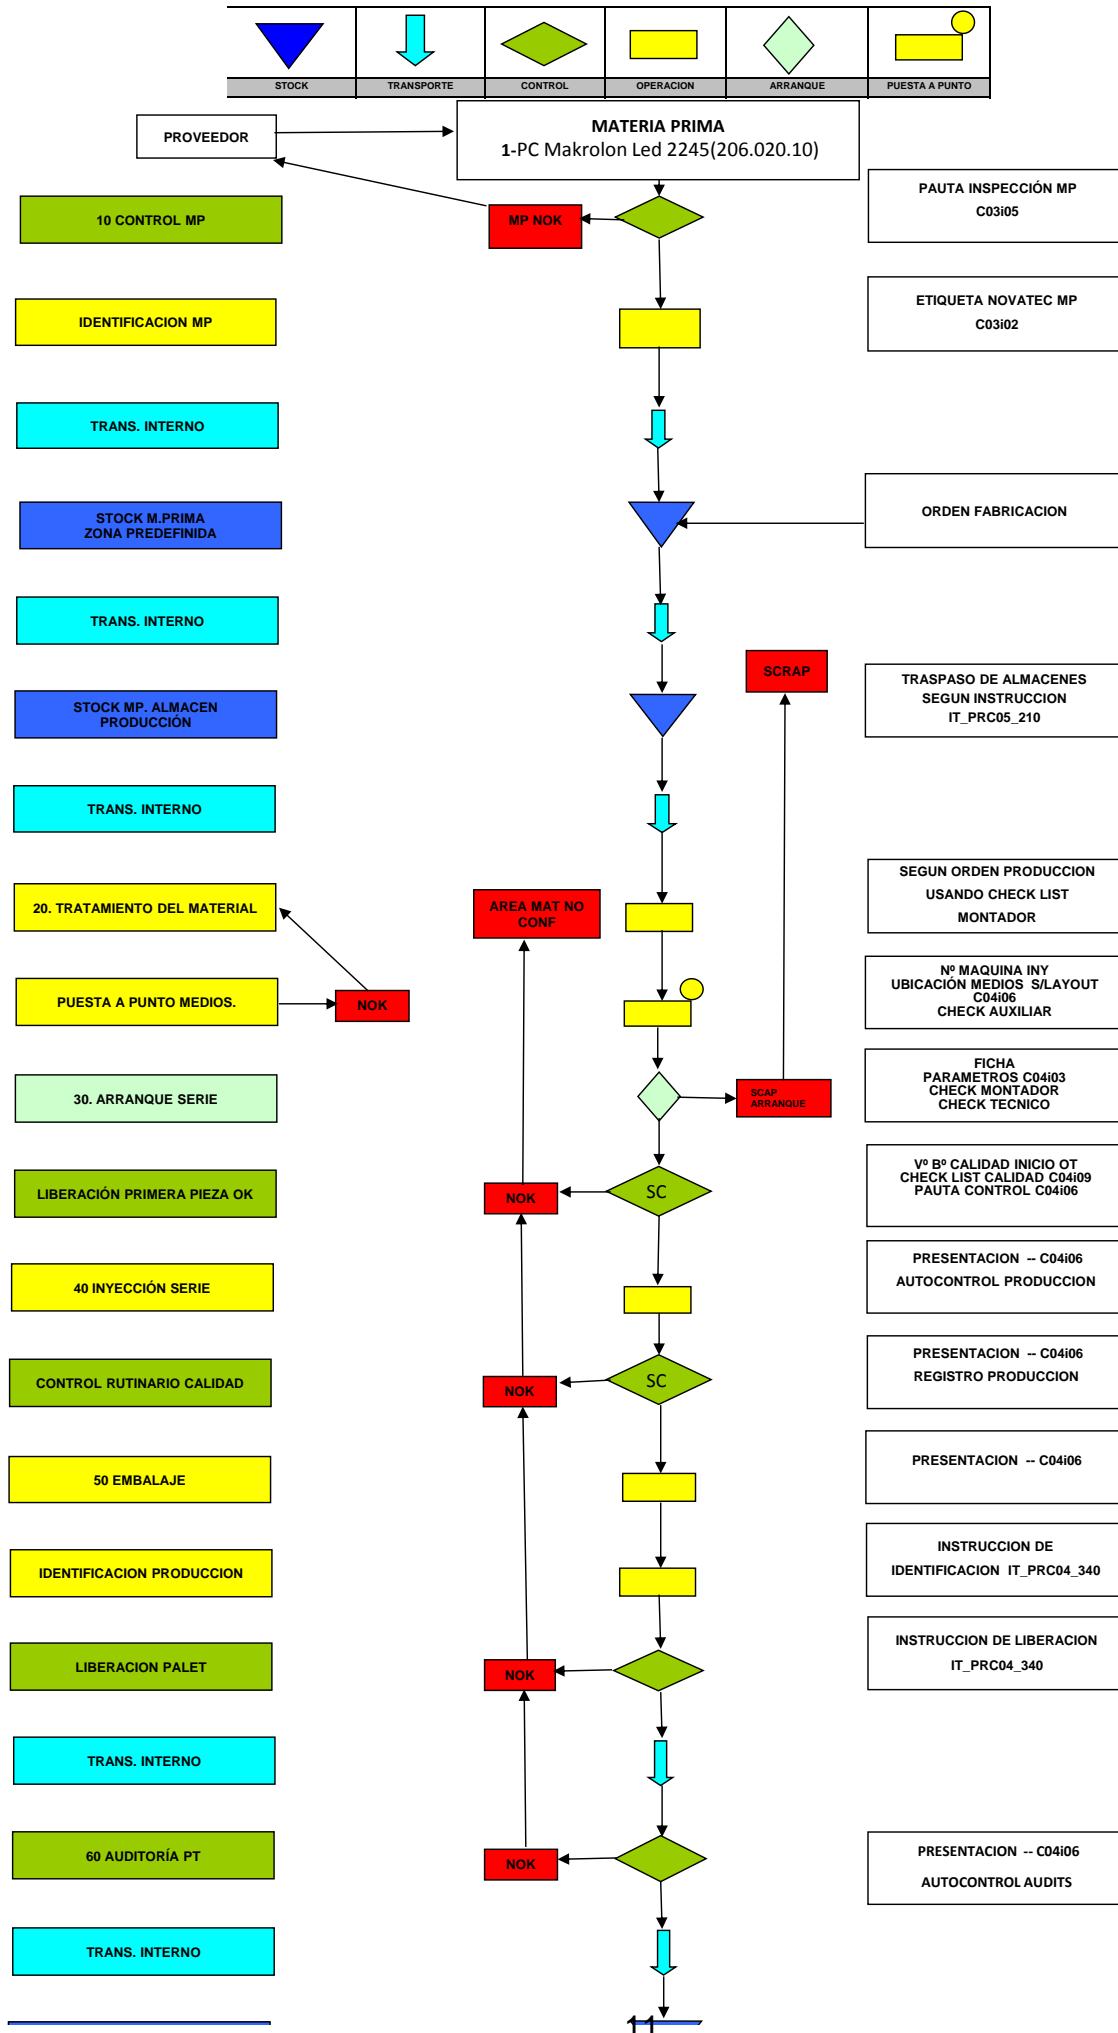 STOCK
TRANSPORTE
CONTROL
OPERACION
ARRANQUE
PUESTA A PUNTO
PROVEEDOR
MATERIA PRIMA
1-PC Makrolon Led 2245(206.020.10)
10 CONTROL MP
MP NOK
PAUTA INSPECCIÓN MP
C03i05
IDENTIFICACION MP
ETIQUETA NOVATEC MP
C03i02
TRANS. INTERNO
STOCK M.PRIMA
ZONA PREDEFINIDA
ORDEN FABRICACION
TRANS. INTERNO
SCRAP
STOCK MP. ALMACEN
PRODUCCIÓN
TRASPASO DE ALMACENES
SEGUN INSTRUCCION
IT_PRC05_210
TRANS. INTERNO
20. TRATAMIENTO DEL MATERIAL
AREA MAT NO
CONF
SEGUN ORDEN PRODUCCION
USANDO CHECK LIST
MONTADOR
PUESTA A PUNTO MEDIOS.
NOK
Nº MAQUINA INY
UBICACIÓN MEDIOS S/LAYOUT
C04i06
CHECK AUXILIAR
30. ARRANQUE SERIE
SCAP
ARRANQUE
FICHA
PARAMETROS C04i03
CHECK MONTADOR
CHECK TECNICO
LIBERACIÓN PRIMERA PIEZA OK
NOK
SC
Vº Bº CALIDAD INICIO OT
CHECK LIST CALIDAD C04i09
PAUTA CONTROL C04i06
40 INYECCIÓN SERIE
PRESENTACION -- C04i06
AUTOCONTROL PRODUCCION
CONTROL RUTINARIO CALIDAD
NOK
SC
PRESENTACION -- C04i06
REGISTRO PRODUCCION
50 EMBALAJE
PRESENTACION -- C04i06
IDENTIFICACION PRODUCCION
INSTRUCCION DE
IDENTIFICACION IT_PRC04_340
LIBERACION PALET
NOK
INSTRUCCION DE LIBERACION
IT_PRC04_340
TRANS. INTERNO
60 AUDITORÍA PT
NOK
PRESENTACION -- C04i06
AUTOCONTROL AUDITS
TRANS. INTERNO
11